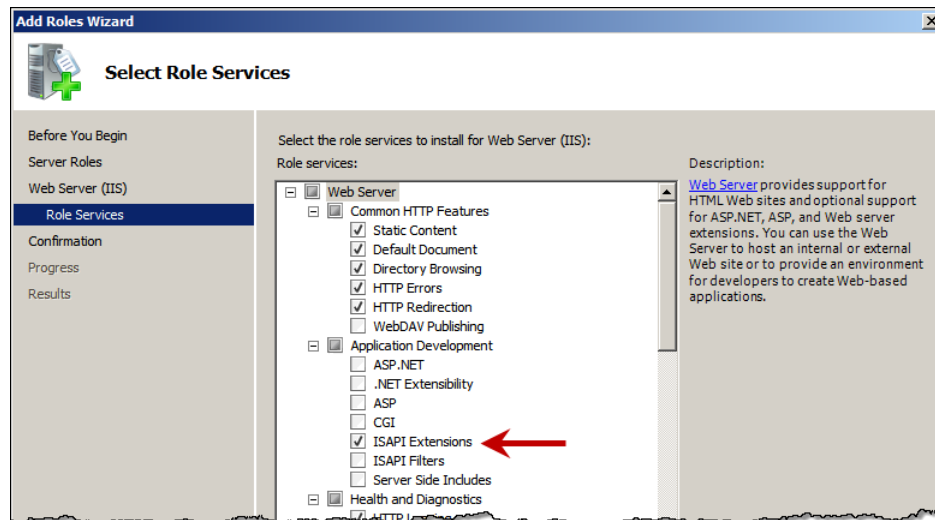 Add Roles Wizard
Select Role Services
Before You Begin
Server Roles
Web Server (IIS)
Role Services
Confirmation
Progress
Results
Select the role services to install for Web Server (IIS):
Role services:
Web Server
Common HTTP Features
Static Content
Default Document
Directory Browsing
HTTP Errors
HTTP Redirection
WebDAV Publishing
Application Development
ASP.NET
.NET Extensibility
ASP
CGI
ISAPI Extensions
ISAPI Filters
Server Side Includes
Health and Diagnostics
HTTP
Description:
Web Server provides support for
HTML Web sites and optional support
for ASP.NET, ASP, and Web server
extensions. You can use the Web
Server to host an internal or external
Web site or to provide an environment
for developers to create Web-based
applications.